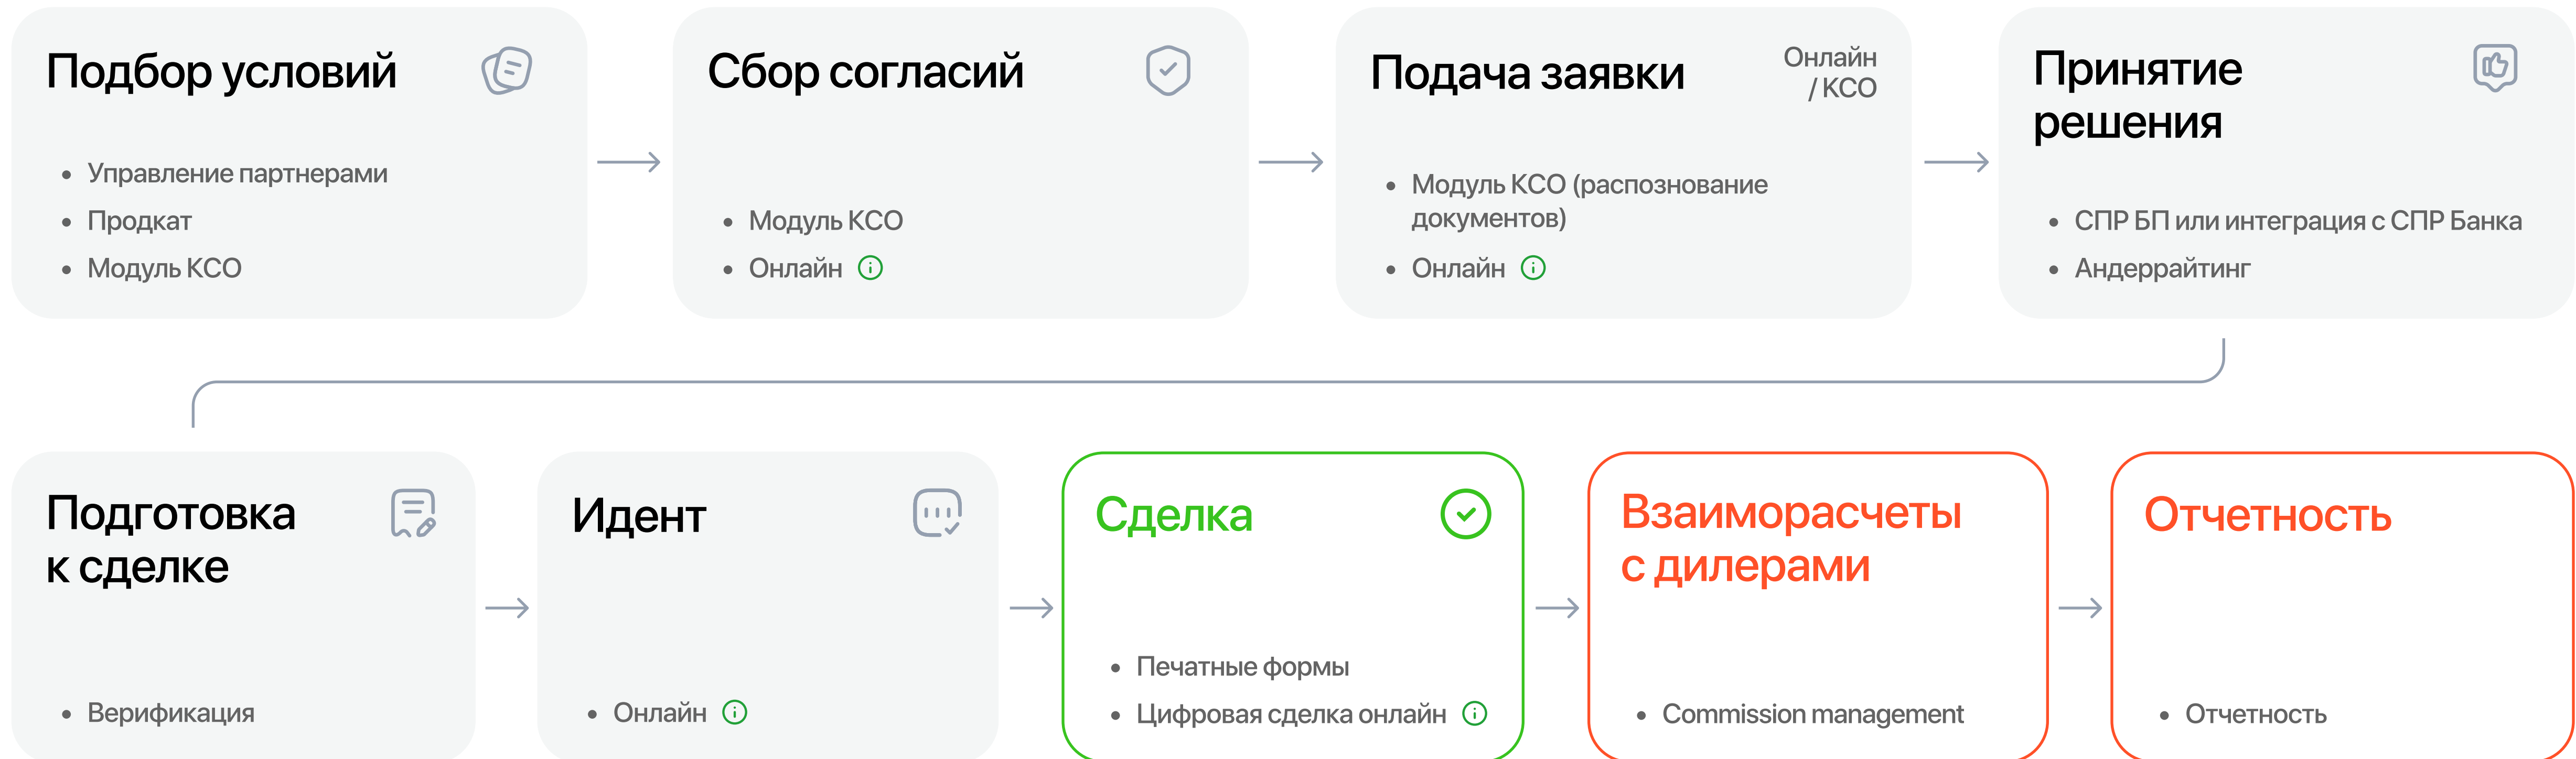 Подбор условий
Управление партнерами
Продкат
Модуль КСО
Сбор согласий
Модуль КСО
Онлайн
Подача заявки
Онлайн
/ КСО
Модуль КСО (распознование
документов)
Онлайн
Принятие
решения
СПР БП или интеграция с СПР Банка
Андеррайтинг
Подготовка
к сделке
Верификация
Идент
Онлайн
Сделка
Печатные формы
Цифровая сделка онлайн
Взаиморасчеты
с дилерами
Commission management
Отчетность
Отчетность